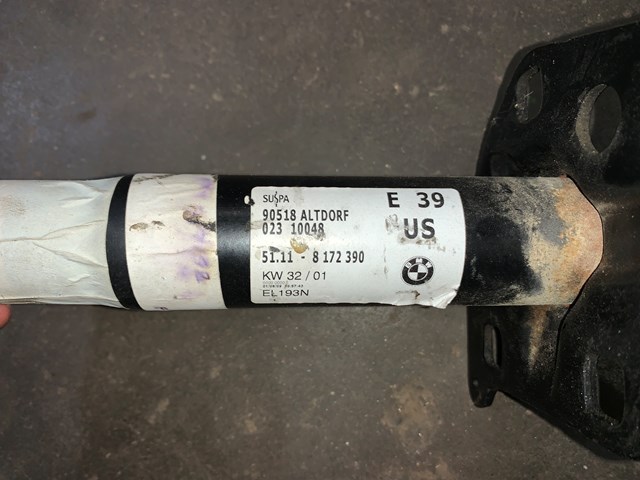 SUSPA
E 39
90518 ALTDORF
023 10048
US
51.11 - 8 172 390
BMW
KW 32 / 01
EL193N